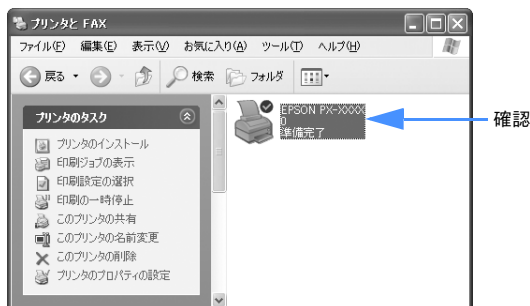 プリンタと FAX
ファイル(F) 編集(E) 表示(V) お気に入り(A) ツール(T) ヘルプ(H)
戻る 検索 フォルダ
プリンタのタスク
プリンタのインストール
印刷ジョブの表示
印刷設定の選択
印刷の一時停止
このプリンタの共有
このプリンタの名前変更
このプリンタの削除
プリンタのプロパティの設定
EPSON PX-XXXX
0
準備完了
確認